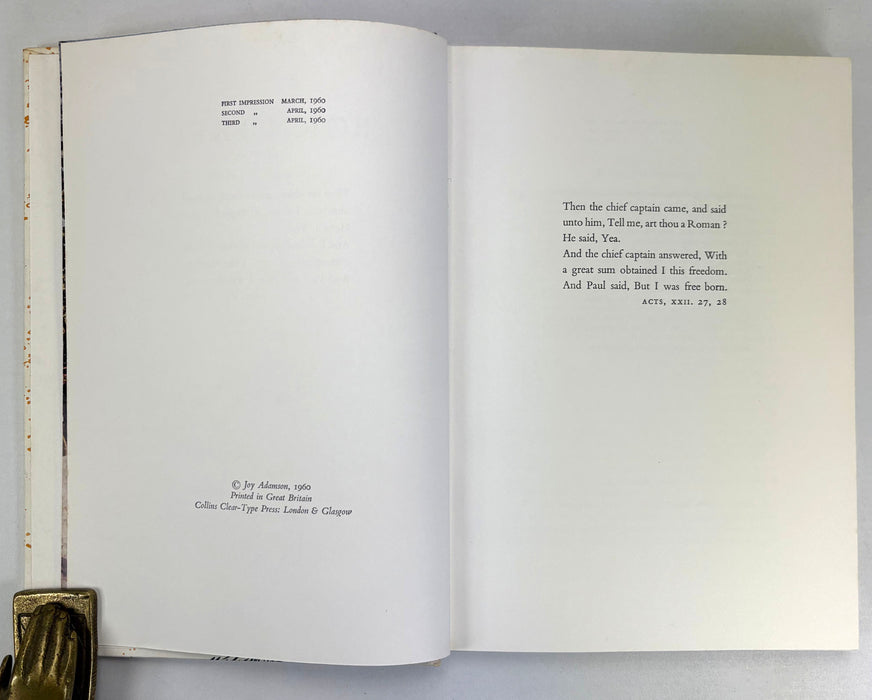 FIRST IMPRESSION MARCH, 1960
SECOND „ APRIL, 1960
THIRD „ APRIL, 1960
© Joy Adamson, 1960
Printed in Great Britain
Collins Clear-Type Press: London & Glasgow
Then the chief captain came, and said
unto him, Tell me, art thou a Roman ?
He said, Yea.
And the chief captain answered, With
a great sum obtained I this freedom.
And Paul said, But I was free born.
ACTS, XXII. 27, 28